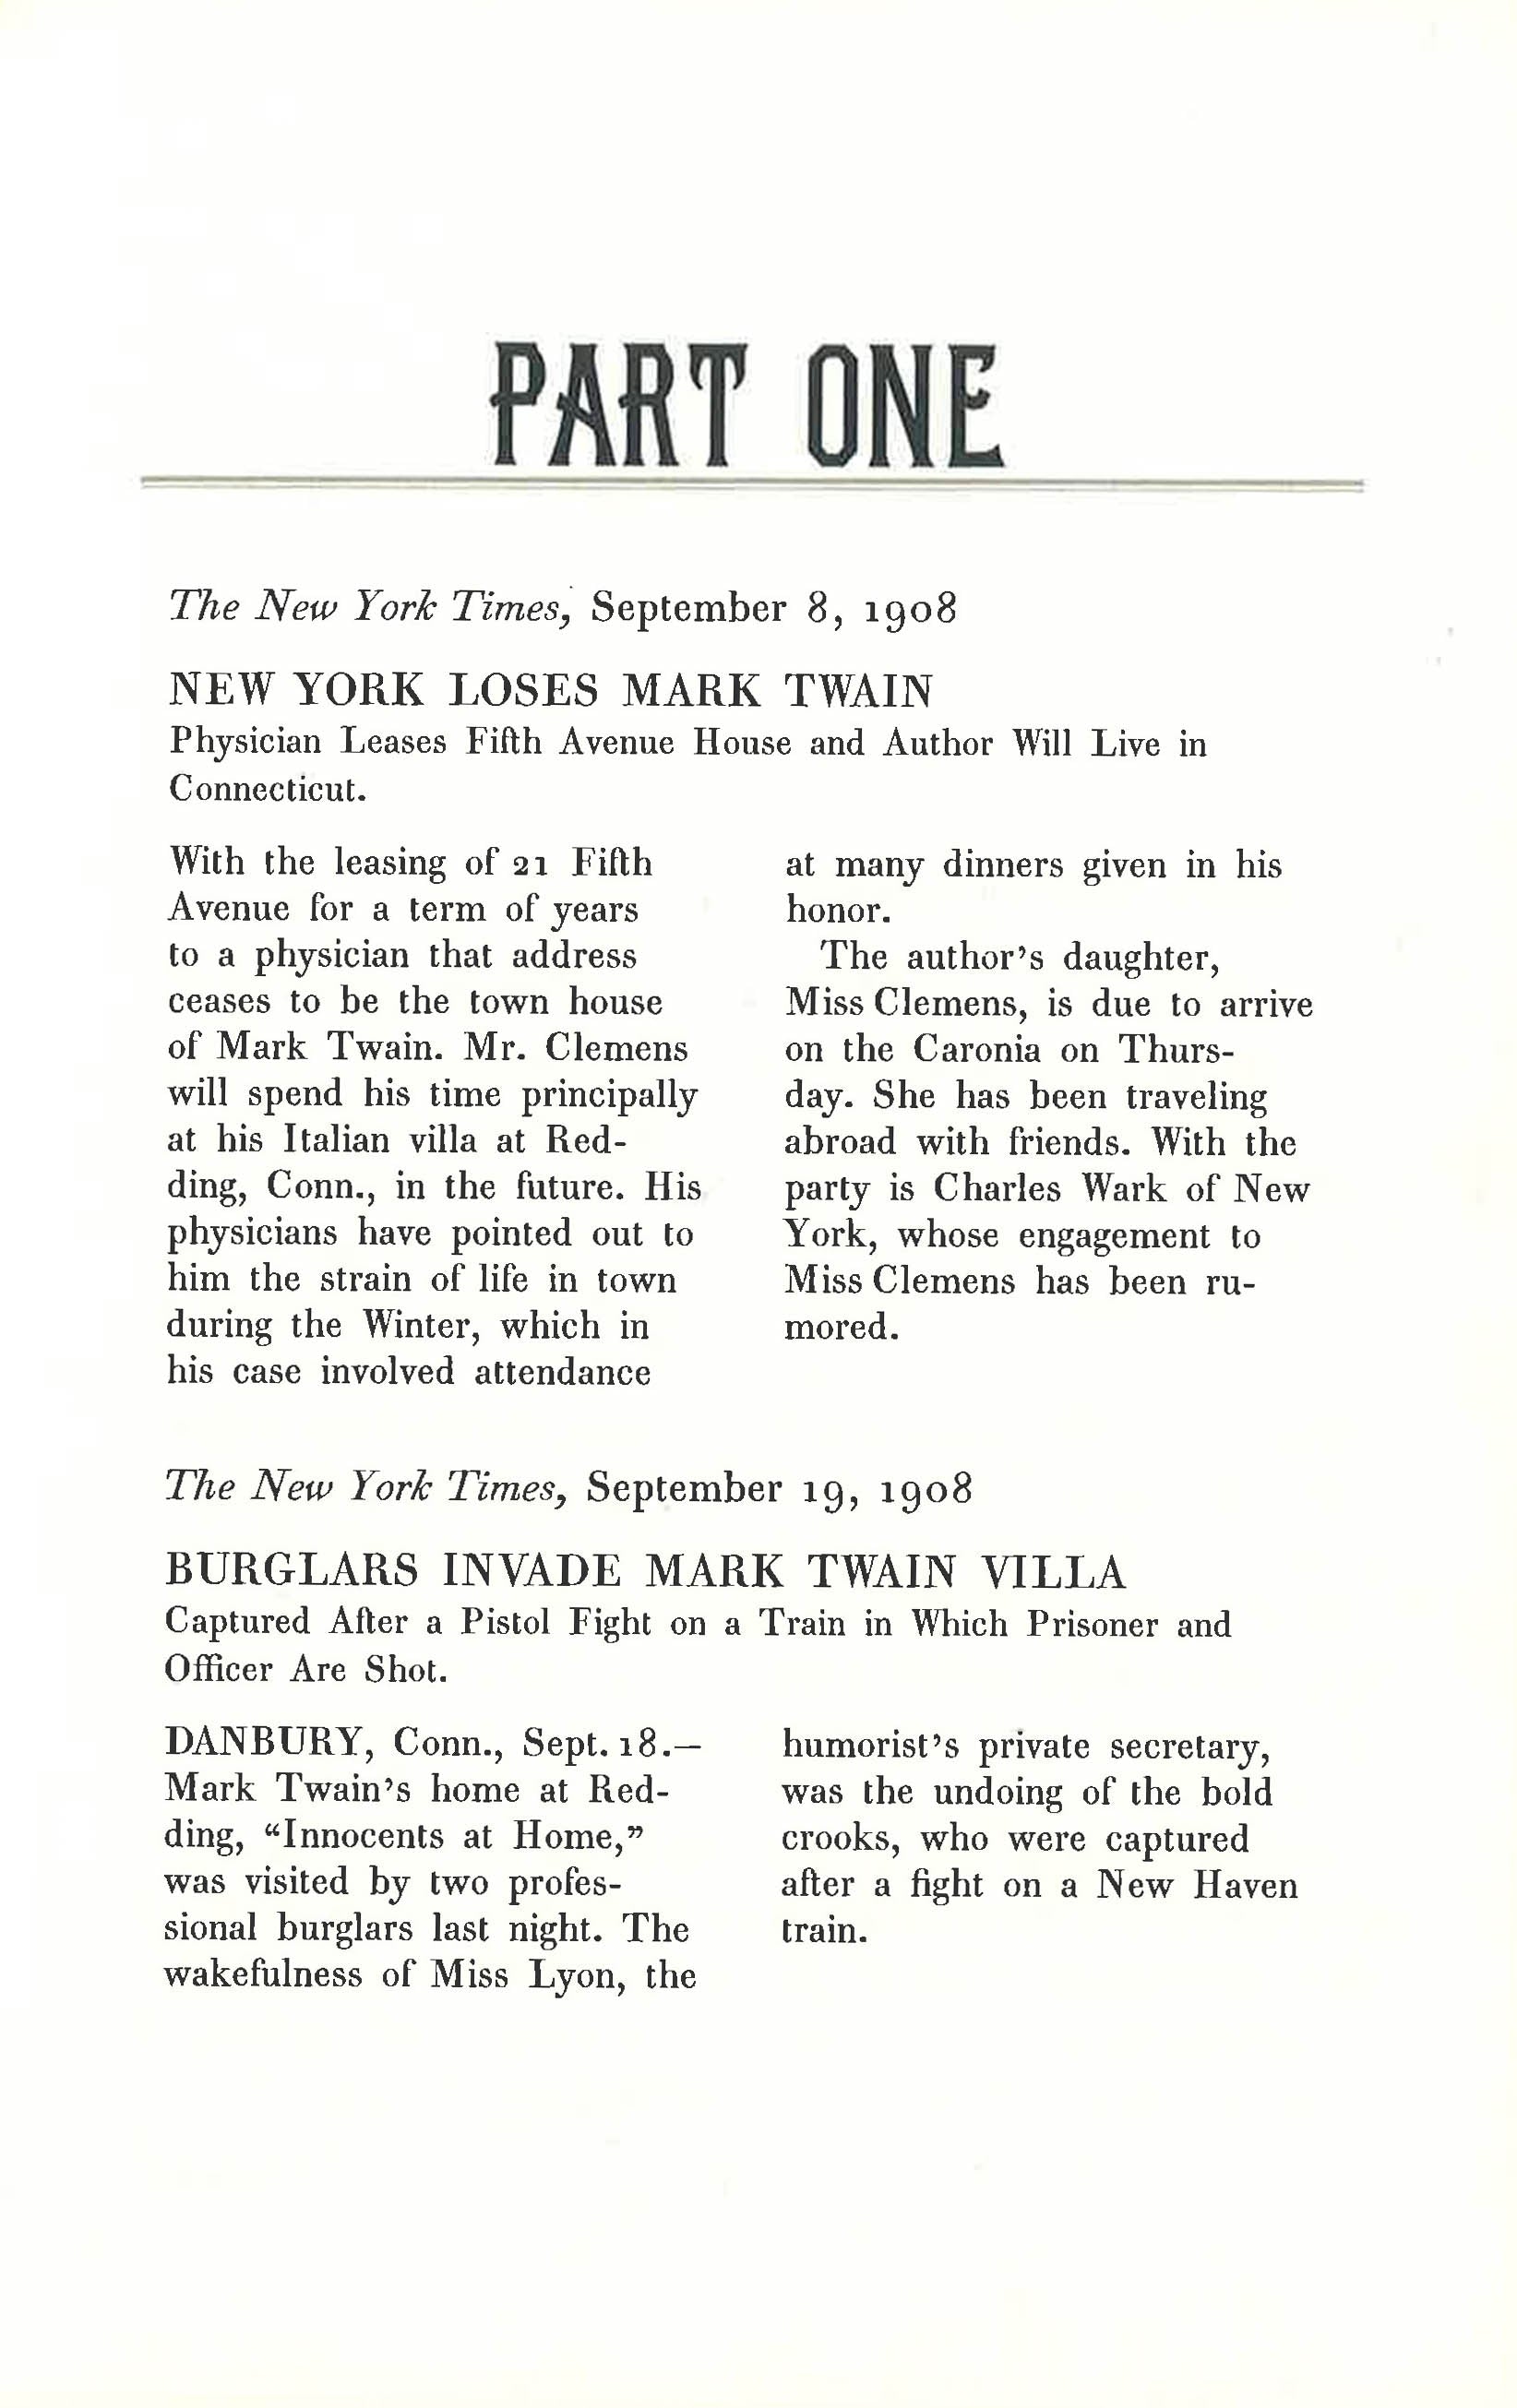 PART ONE
The New York Times, September 8, 1908
NEW YORK LOSES MARK TWAIN
Physician Leases Fifth Avenue House and Author Will Live in
Connecticut.
With the leasing of 21 Fifth
Avenue for a term of years
to a physician that address
ceases to be the town house
of Mark Twain. Mr. Clemens
will spend his time principally
at his Italian villa at Red-
ding, Conn., in the future. His
physicians have pointed out to
him the strain of life in town
during the Winter, which in
his case involved attendance
at many dinners given in his
honor.
The author's daughter,
Miss Clemens, is due to arrive
on the Caronia on Thurs-
day. She has been traveling
abroad with friends. With the
party is Charles Wark of New
York, whose engagement to
Miss Clemens has been ru-
mored.
The New York Times, September 19, 1908
BURGLARS INVADE MARK TWAIN VILLA
Captured After a Pistol Fight on a Train in Which Prisoner and
Officer Are Shot.
DANBURY, Conn., Sept. 18.—
Mark Twain's home at Red-
ding, “Innocents at Home,”
was visited by two profes-
sional burglars last night. The
wakefulness of Miss Lyon, the
humorist's private secretary,
was the undoing of the bold
crooks, who were captured
after a fight on a New Haven
train.